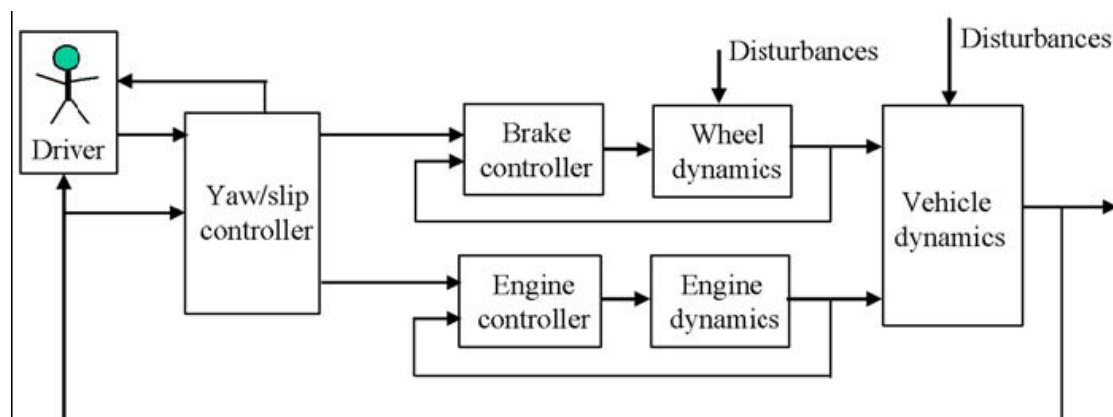 Driver
Yaw/slip
controller
Brake
controller
Disturbances
Wheel
dynamics
Engine
controller
Engine
dynamics
Disturbances
Vehicle
dynamics